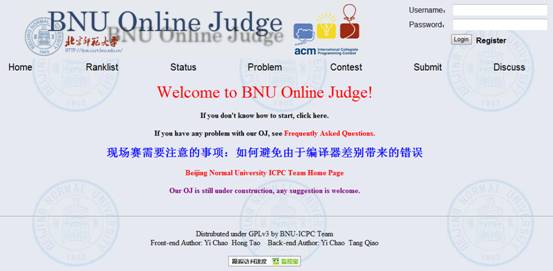 BNU Online Judge
北京师范大学
acm International Collegiate Programming Contest
Username:
Password:
Login Register
Home Ranklist Status Problem Contest Submit Discuss
Welcome to BNU Online Judge!
If you don't know how to start, click here.
If you have any problem with our OJ, see Frequently Asked Questions.
现场赛需要注意的事项：如何避免由于编译器差别带来的错误
Beijing Normal University ICPC Team Home Page
Our OJ is still under construction, any suggestion is welcome.
Distributed under GPLv3 by BNU-ICPC Team
Front-end Author: Yi Chao Hong Tao Back-end Author: Yi Chao Tang Qiao